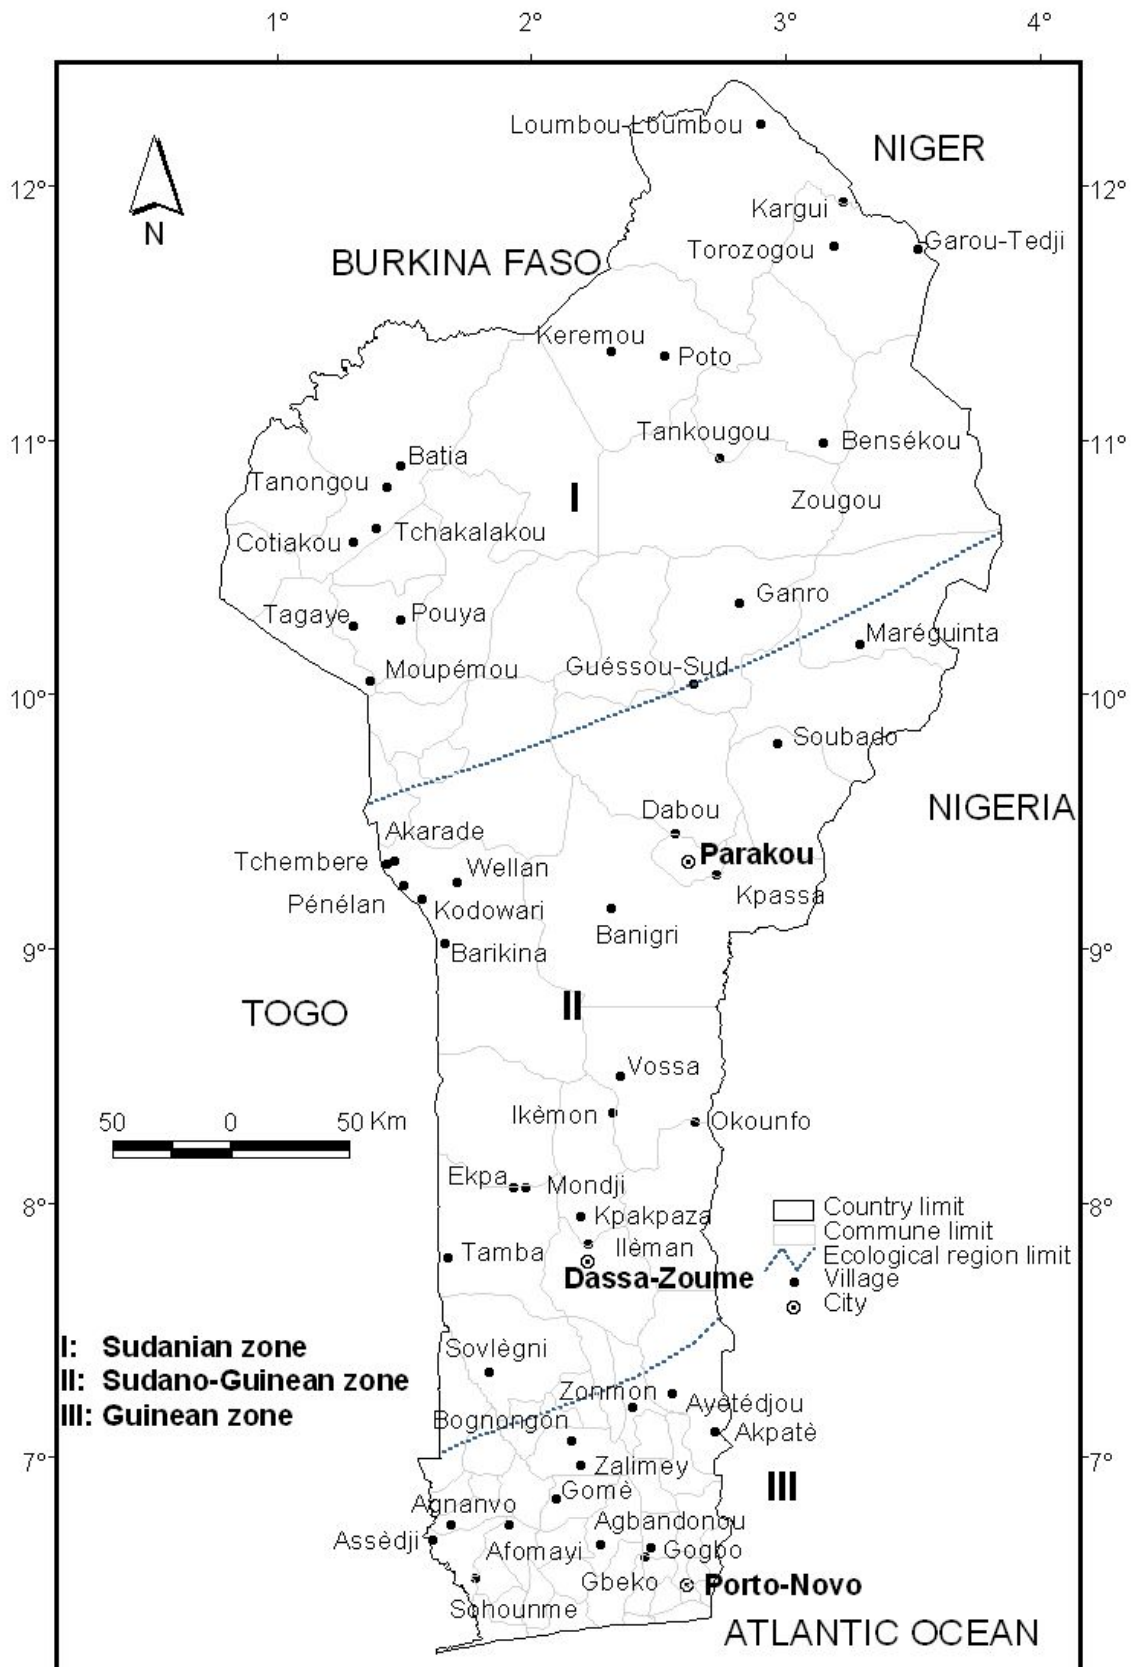 1° 2° 3° 4°
Loumbou-Loumbou
NIGER
12° 12°
Kargui
N
Garou-Tedji
Torozogou
BURKINA FASO
Keremou
Poto
Tankougou
11° Bensékou 11°
Batia
Tanongou
I
Zougou
Tchakalakou
Cotiakou
Ganro
Tagaye Pouya
Maréguinta
Guéssou-Sud
Moupémou
10° 10°
Soubado
Dabou
NIGERIA
Akarade
Parakou
Tchembere
Wellan
Kpassa
Pénélan Kodowari
Banigri
9° Barikina 9°
II
TOGO
Vossa
50 0 50 Km
Ikèmon Okounfo
Ekpa Mondji
8° 8°
Country limit
Kpakpaza
Commune limit
Ilèman
Tamba
Ecological region limit
Dassa-Zoume
Village
City
I: Sudanian zone
Sovlègni
II: Sudano-Guinean zone
Zonmon
Ayètédjou
III: Guinean zone
Bognongon
Akpatè
7° 7°
Zalimey
III
Gomè
Agnanvo
Agbandonou
Assèdji
Afomayi Gogbo
Gbeko Porto-Novo
Sohounme
ATLANTIC OCEAN